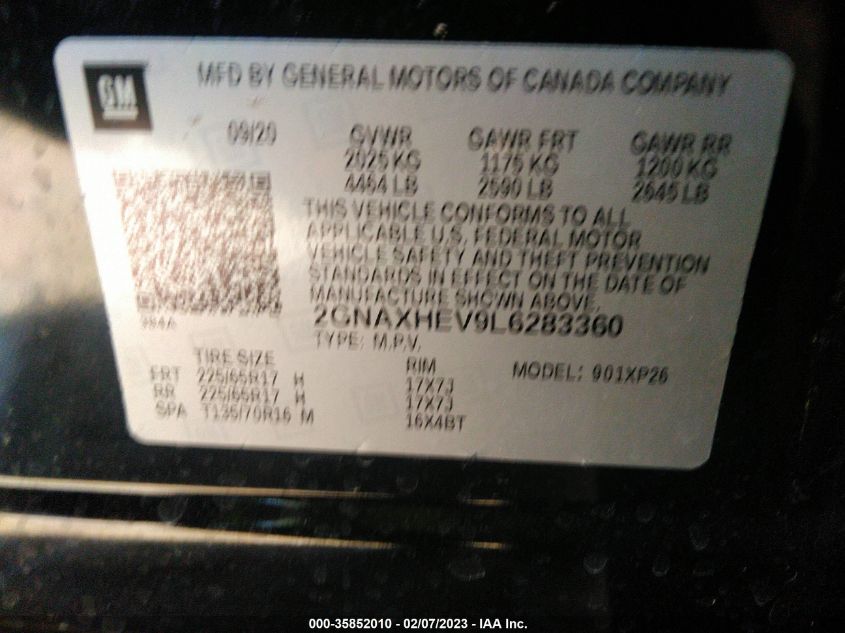 GM
MFD BY GENERAL MOTORS OF CANADA COMPANY
09/20 GVWR GAWR FRT GAWR RR
2025 KG 1175 KG 1200 KG
4464 LB 2590 LB 2645 LB
THIS VEHICLE CONFORMS TO ALL
APPLICABLE U.S. FEDERAL MOTOR
VEHICLE SAFETY AND THEFT PREVENTION
STANDARDS IN EFFECT ON THE DATE OF
MANUFACTURE SHOWN ABOVE.
2GNAXHEV9L6283360
TYPE: M.P.V.
TIRE SIZE RIM MODEL: 901XP26
FRT 225/65R17 H 17X7J
RR 225/65R17 H 17X7J
SPA T135/70R16 M 16X4BT
000-35852010 - 02/07/2023 - IAA Inc.